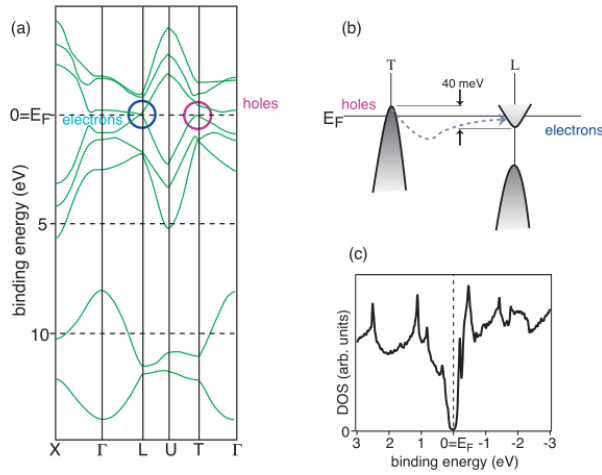 (a)
holes
0=E_F
electrons
5
10
binding energy (eV)
X Γ L U T Γ
(b)
T L
40 meV
holes
E_F
electrons
(c)
DOS (arb. units)
0
3 2 1 0=E_F -1 -2 -3
binding energy (eV)